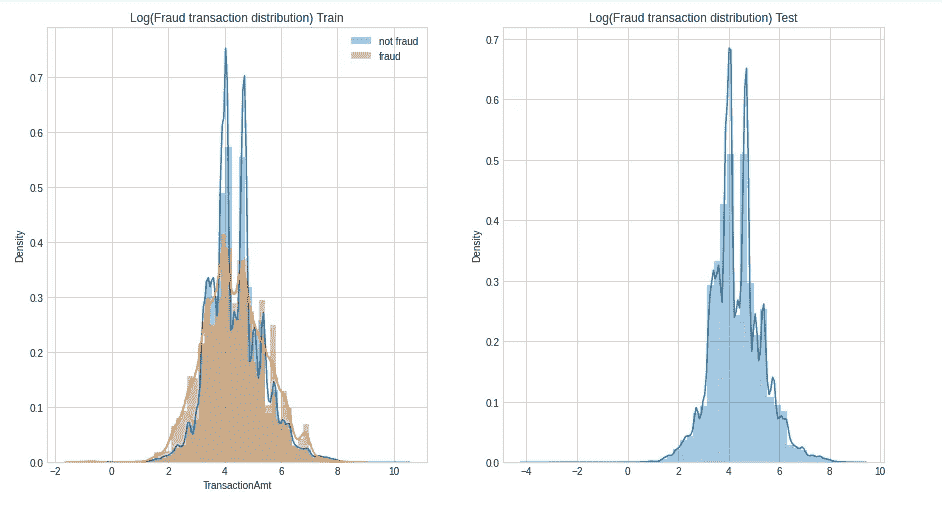 Log(Fraud transaction distribution) Train
not fraud
fraud
0.7
0.6
0.5
0.4
0.3
0.2
0.1
0.0
Density
−2 0 2 4 6 8 10
TransactionAmt
Log(Fraud transaction distribution) Test
0.7
0.6
0.5
0.4
0.3
0.2
0.1
0.0
Density
−4 −2 0 2 4 6 8 10